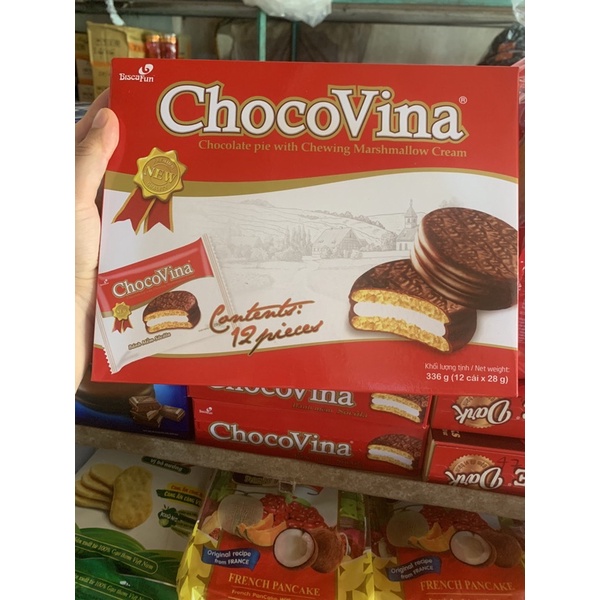 BiscaFun
ChocoVina®
Chocolate pie with Chewing Marshmallow Cream
NEW
ChocoVina
Contents:
12 pieces
Khối lượng tịnh / Net weight:
336 g (12 cái x 28 g)
ChocoVina
Dark
ChocoVina
Dark
Original recipe
from FRANCE
FRENCH PANCAKE
Original recipe
from FRANCE
FRENCH PANCAKE